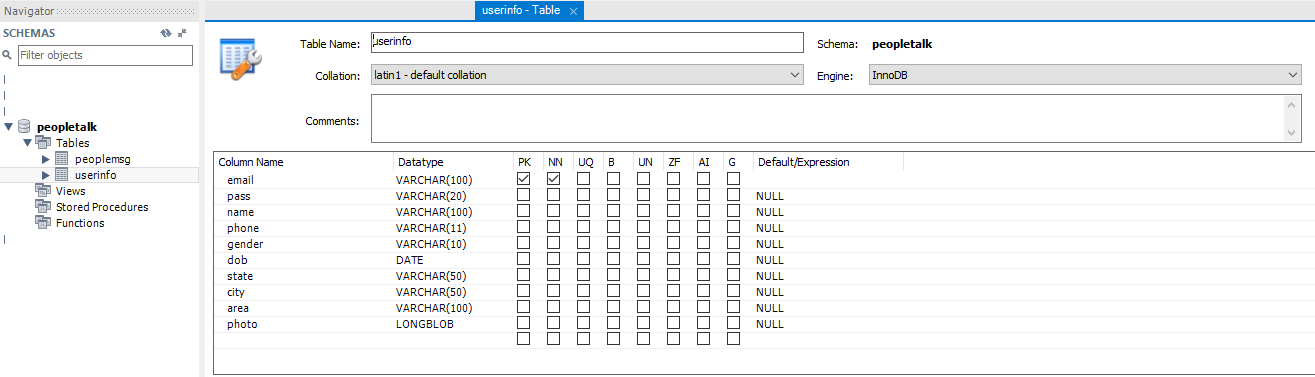 Navigator
SCHEMAS
Filter objects
peopletalk
Tables
peoplemsg
userinfo
Views
Stored Procedures
Functions
userinfo - Table ×
Table Name: userinfo Schema: peopletalk
Collation: latin1 - default collation Engine: InnoDB
Comments:
Column Name Datatype PK NN UQ B UN ZF AI G Default/Expression
email VARCHAR(100)
pass VARCHAR(20) NULL
name VARCHAR(100) NULL
phone VARCHAR(11) NULL
gender VARCHAR(10) NULL
dob DATE NULL
state VARCHAR(50) NULL
city VARCHAR(50) NULL
area VARCHAR(100) NULL
photo LONGBLOB NULL